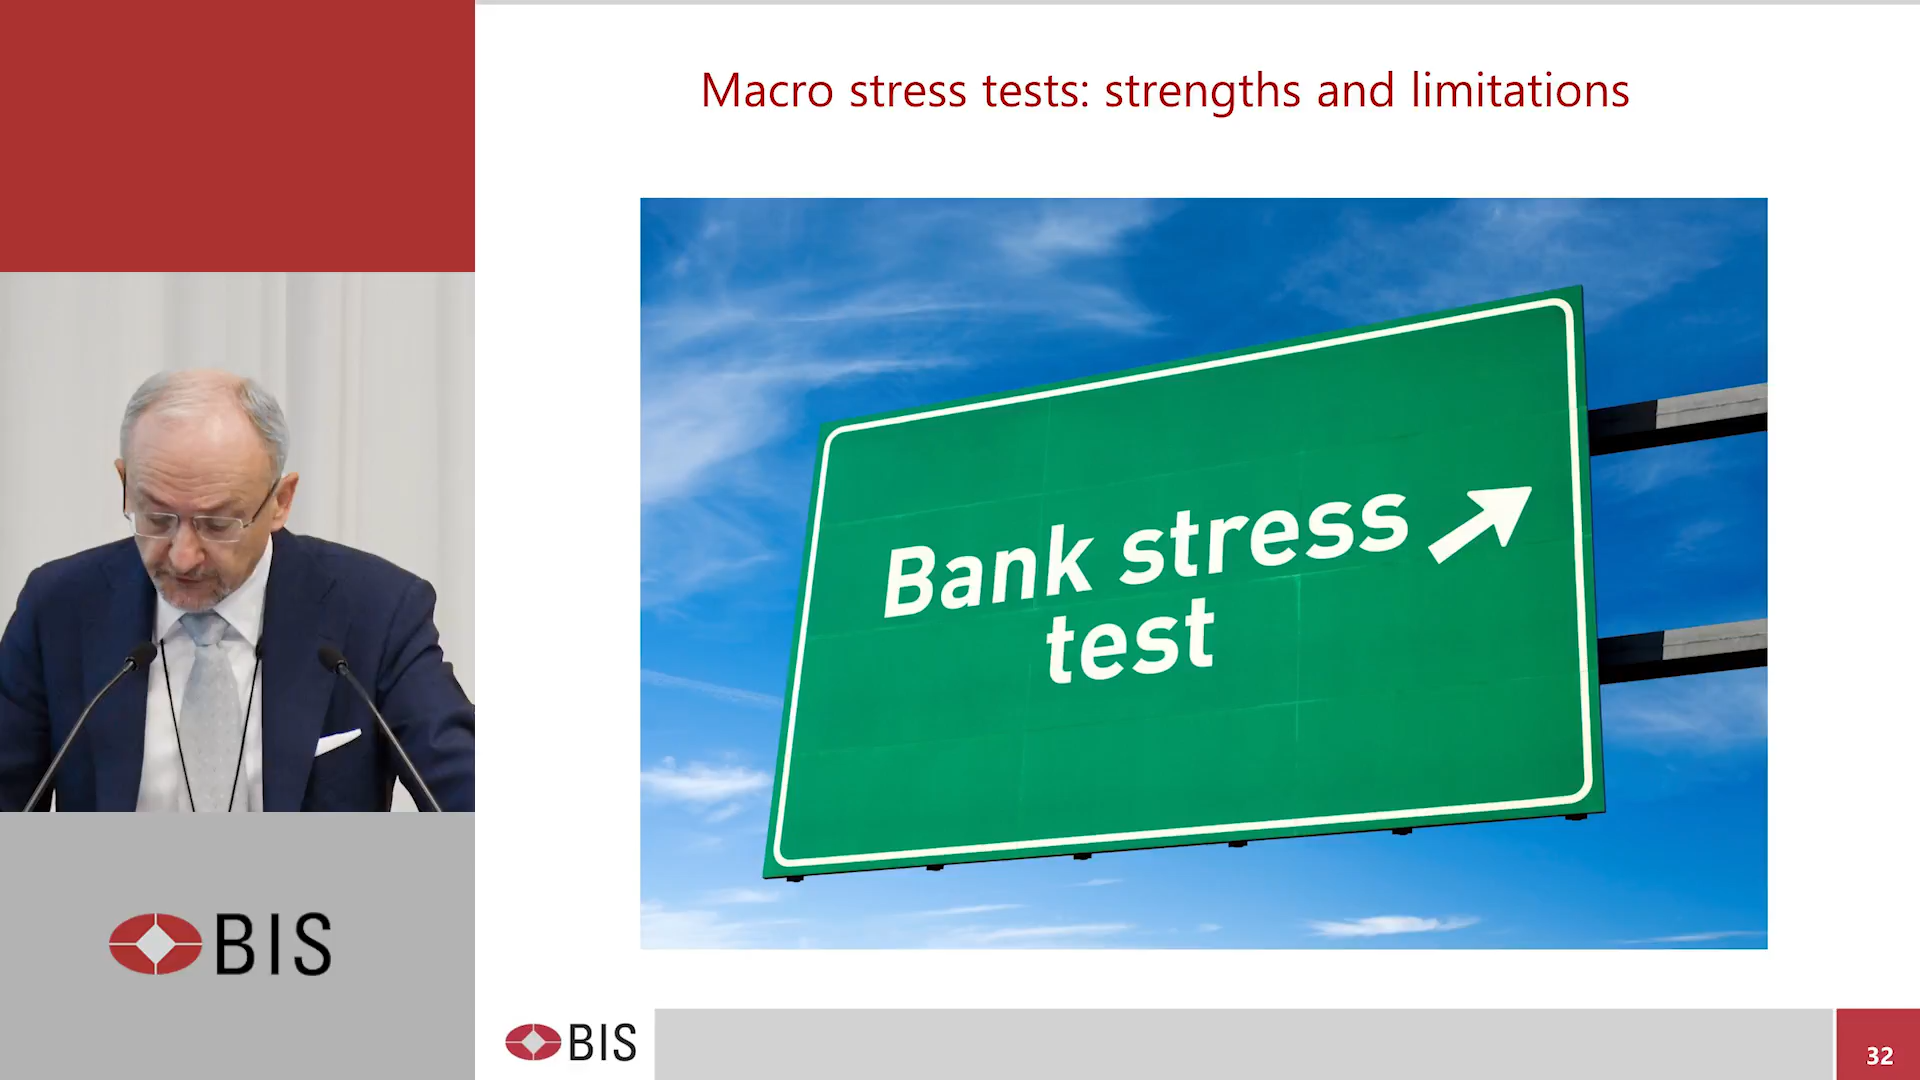 Macro stress tests: strengths and limitations
Bank stress
test
BIS
BIS
32